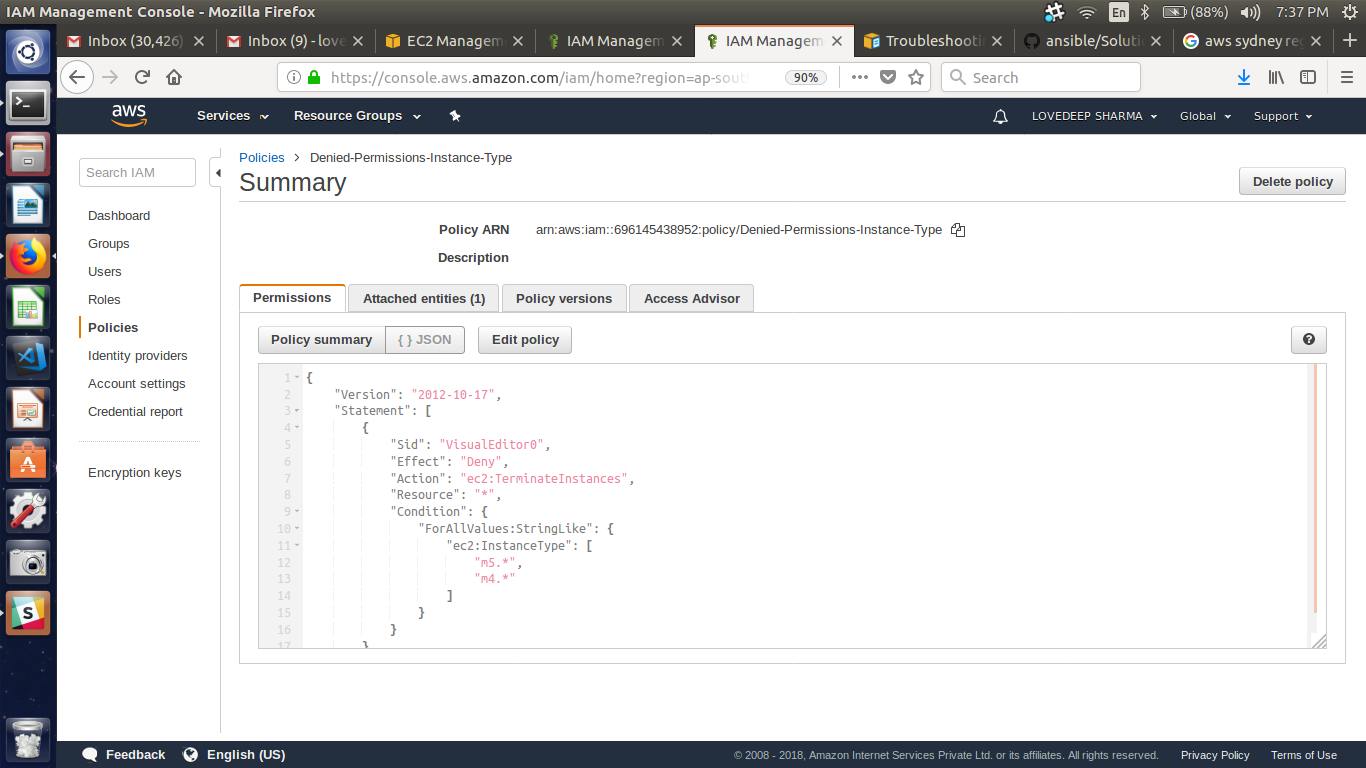 IAM Management Console - Mozilla Firefox
En
(88%)
7:37 PM
Inbox (30,426)
Inbox (9) - love
EC2 Managem
IAM Managem
IAM Managem
Troubleshootin
ansible/Soluti
aws sydney reg
https://console.aws.amazon.com/iam/home?region=ap-sout
90%
Search
aws
Services
Resource Groups
LOVEDEEP SHARMA
Global
Support
Search IAM
Dashboard
Groups
Users
Roles
Policies
Identity providers
Account settings
Credential report
Encryption keys
Policies > Denied-Permissions-Instance-Type
Summary
Delete policy
Policy ARN arn:aws:iam::696145438952:policy/Denied-Permissions-Instance-Type
Description
Permissions
Attached entities (1)
Policy versions
Access Advisor
Policy summary
{ } JSON
Edit policy
?
1 {
2 "Version": "2012-10-17",
3 "Statement": [
4 {
5 "Sid": "VisualEditor0",
6 "Effect": "Deny",
7 "Action": "ec2:TerminateInstances",
8 "Resource": "*",
9 "Condition": {
10 "ForAllValues:StringLike": {
11 "ec2:InstanceType": [
12 "m5.*",
13 "m4.*"
14 ]
15 }
16 }
17 }
Feedback
English (US)
© 2008 - 2018, Amazon Internet Services Private Ltd. or its affiliates. All rights reserved.
Privacy Policy
Terms of Use